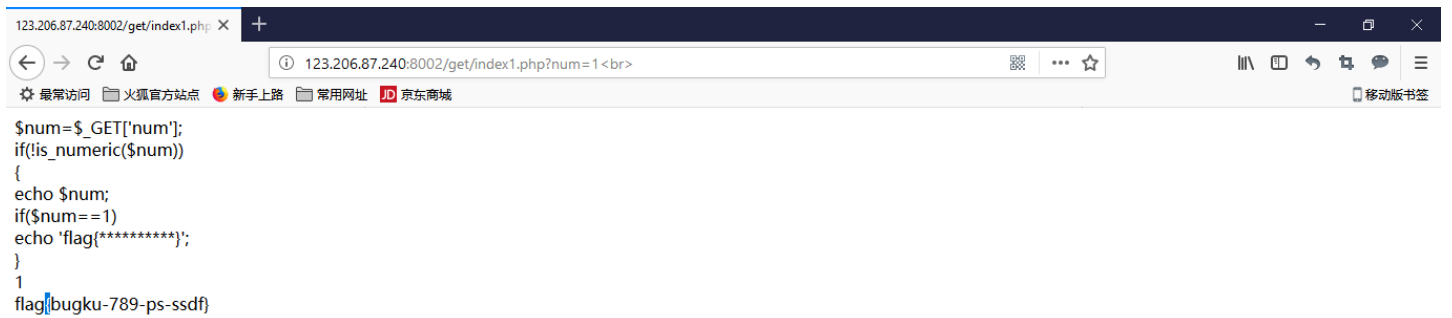 123.206.87.240:8002/get/index1.php
123.206.87.240:8002/get/index1.php?num=1<br>
最常访问 火狐官方站点 新手上路 常用网址 JD 京东商城 移动版书签
$num=$_GET['num'];
if(!is_numeric($num))
{
echo $num;
if($num==1)
echo 'flag{**********}';
}
1
flag{bugku-789-ps-ssdf}